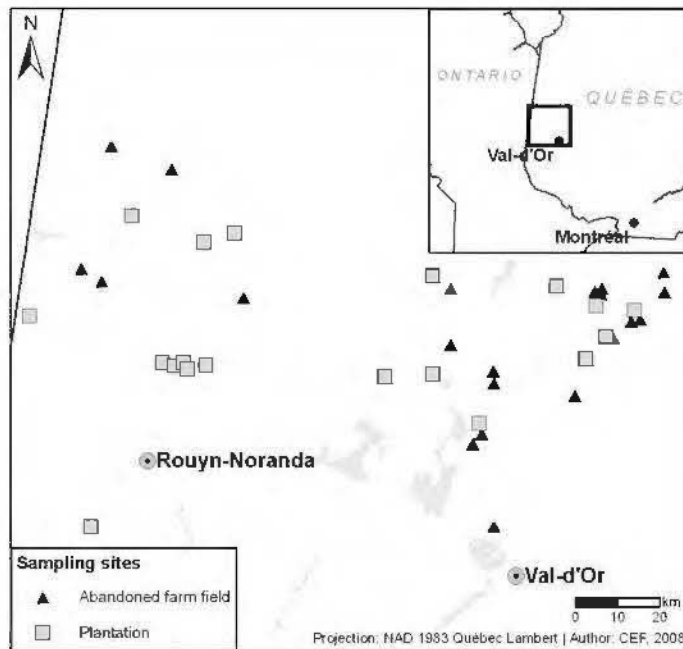 N
ONTARIO
QUÉBEC
Val-d'Or
Montréal
Rouyn-Noranda
Val-d'Or
Sampling sites
Abandoned farm field
Plantation
km
0 10 20
Projection: NAD 1983 Québec Lambert | Author: CEF, 2008